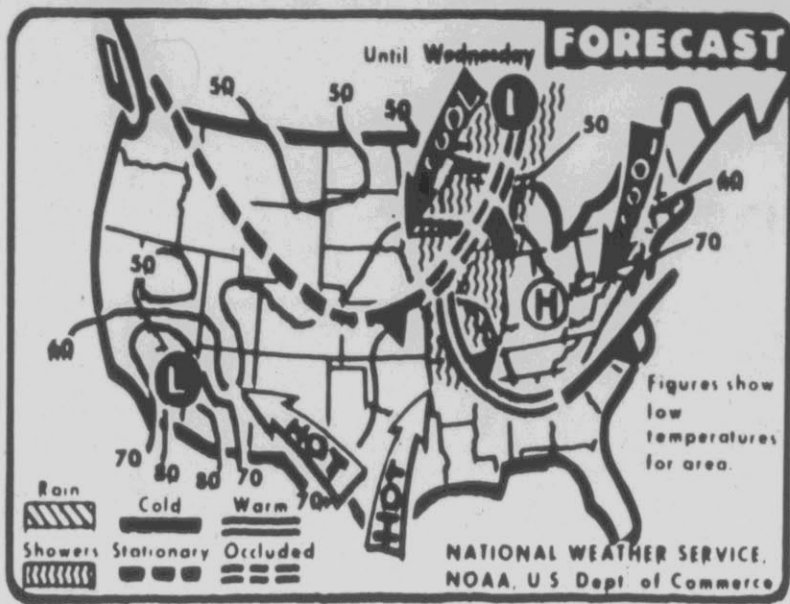 FORECAST
Until Wednesday
50
50
50
COOL
L
50
COOL
60
70
50
H
60
L
Figures show
low
temperatures
for area.
HOT
HOT
70
80
80
70
70
Rain
Cold
Warm
Showers
Stationary
Occluded
NATIONAL WEATHER SERVICE,
NOAA, U.S. Dept. of Commerce